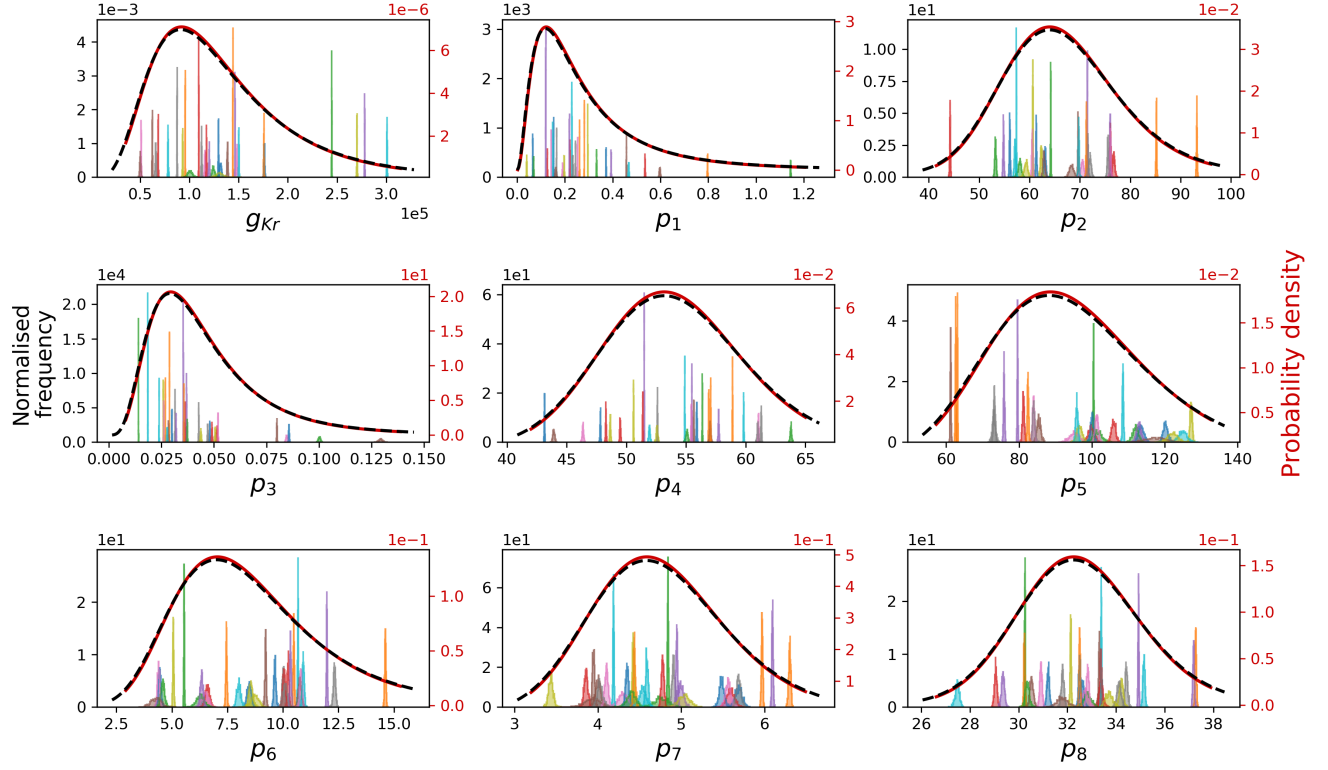 1e−3
1e−6
4
3
2
1
0
6
4
2
0.5 1.0 1.5 2.0 2.5 3.0
1e5
g_Kr
1e3
3
2
1
0
3
2
1
0
0.0 0.2 0.4 0.6 0.8 1.0 1.2
p_1
1e1
1e−2
1.00
0.75
0.50
0.25
0.00
3
2
1
0
40 50 60 70 80 90 100
p_2
Normalised
frequency
1e4
1e1
2.0
1.5
1.0
0.5
0.0
2.0
1.5
1.0
0.5
0.0
0.000 0.025 0.050 0.075 0.100 0.125 0.150
p_3
1e1
1e−2
6
4
2
0
6
4
2
40 45 50 55 60 65
p_4
1e−2
4
2
0
1.5
1.0
0.5
60 80 100 120 140
p_5
Probability density
1e1
1e−1
2
1
0
1.0
0.5
0.0
2.5 5.0 7.5 10.0 12.5 15.0
p_6
1e1
1e−1
6
4
2
0
5
4
3
2
1
3 4 5 6
p_7
1e1
1e−1
2
1
0
1.5
1.0
0.5
0.0
26 28 30 32 34 36 38
p_8